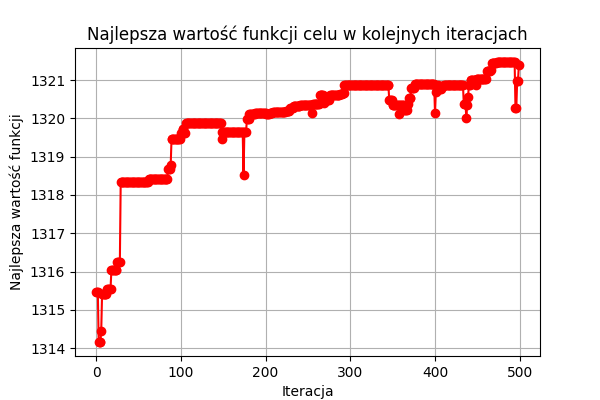 Najlepsza wartość funkcji celu w kolejnych iteracjach
Najlepsza wartość funkcji
1321
1320
1319
1318
1317
1316
1315
1314
0 100 200 300 400 500
Iteracja